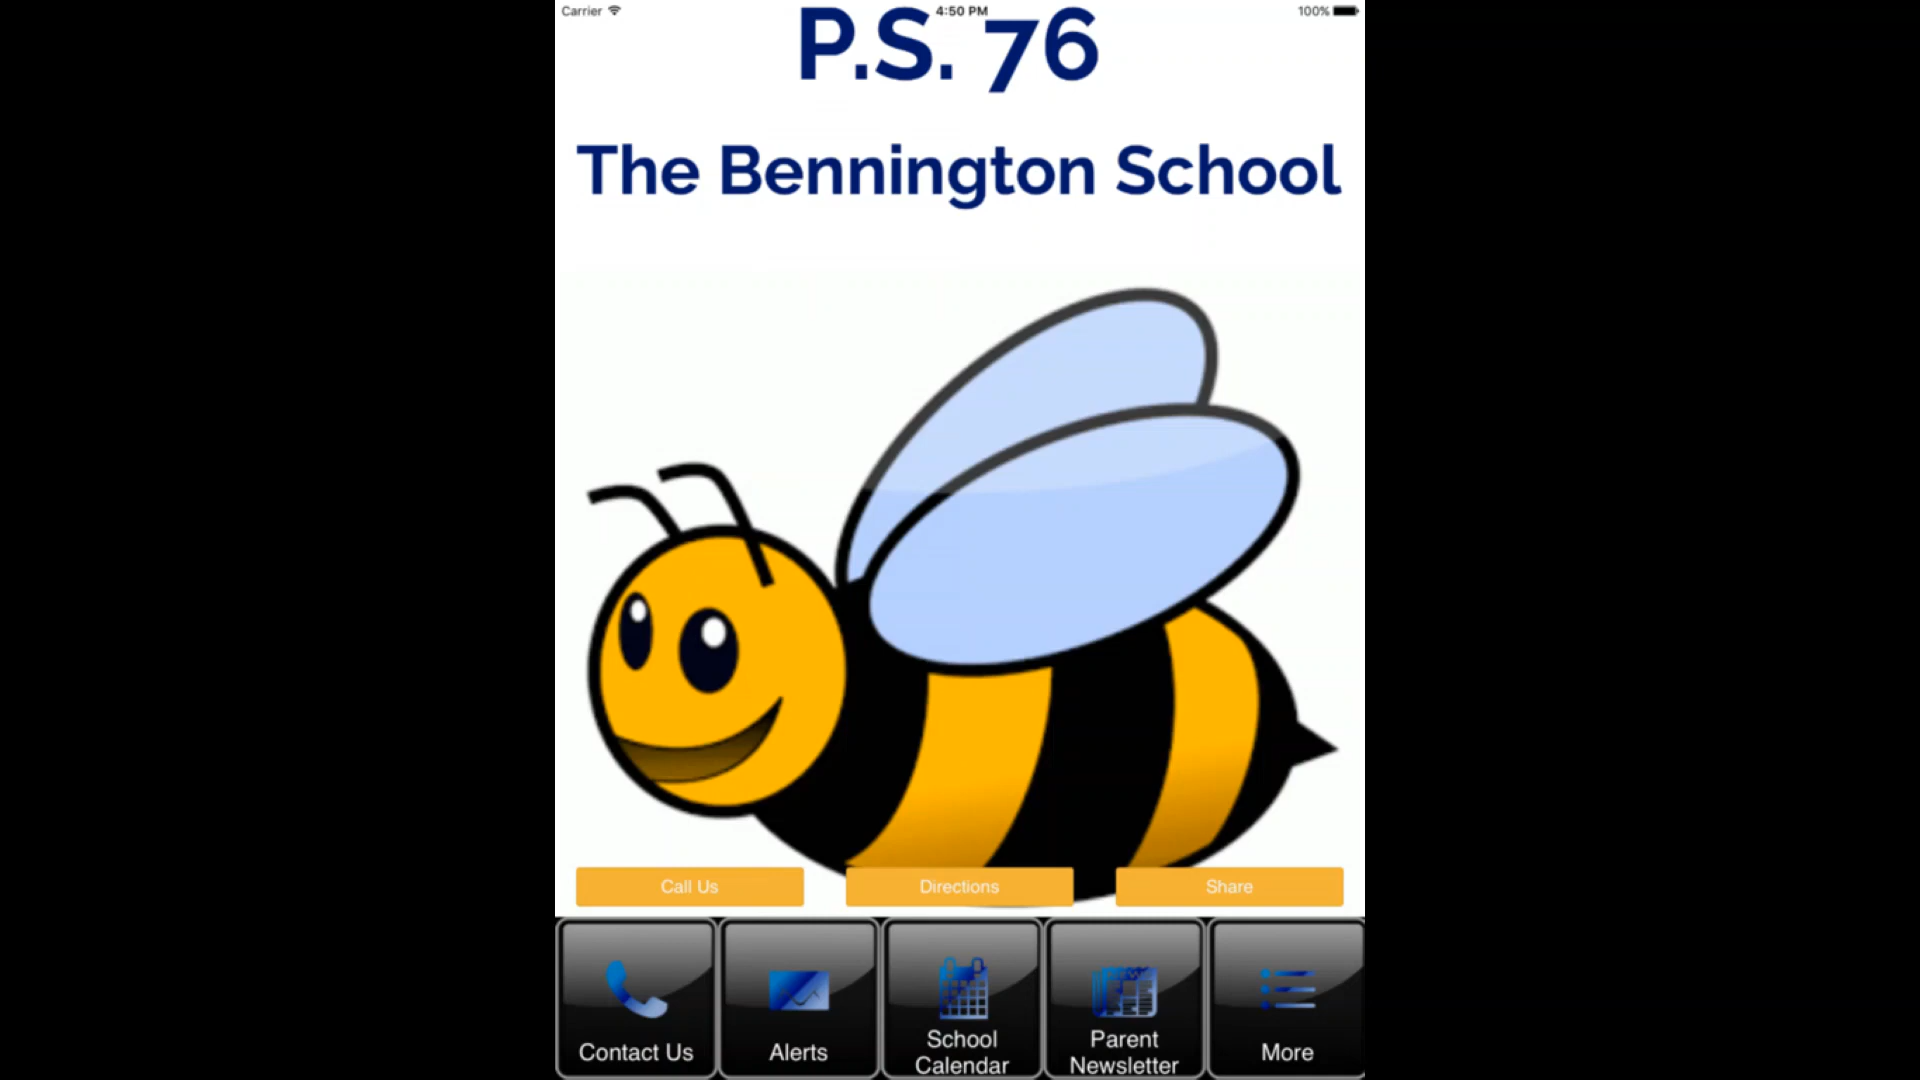 Carrier 4:50 PM 100%
P.S. 76
The Bennington School
Call Us Directions Share
Contact Us
Alerts
School
Calendar
Parent
Newsletter
More